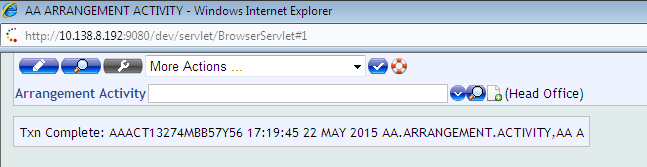 AA ARRANGEMENT ACTIVITY - Windows Internet Explorer
http://10.138.8.192:9080/dev/servlet/BrowserServlet#1
More Actions ...
Arrangement Activity (Head Office)
Txn Complete: AAACT13274MBB57Y56 17:19:45 22 MAY 2015 AA.ARRANGEMENT.ACTIVITY,AA A